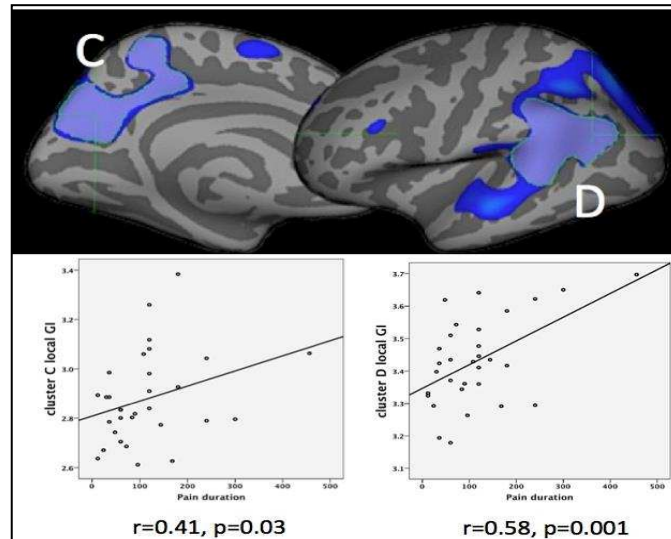 C
D
cluster C local GI
3.4
3.2
3.0
2.8
2.6
0 100 200 300 400 500
Pain duration
r=0.41, p=0.03
cluster D local GI
3.7
3.6
3.5
3.4
3.3
3.2
3.1
0 100 200 300 400 500
Pain duration
r=0.58, p=0.001